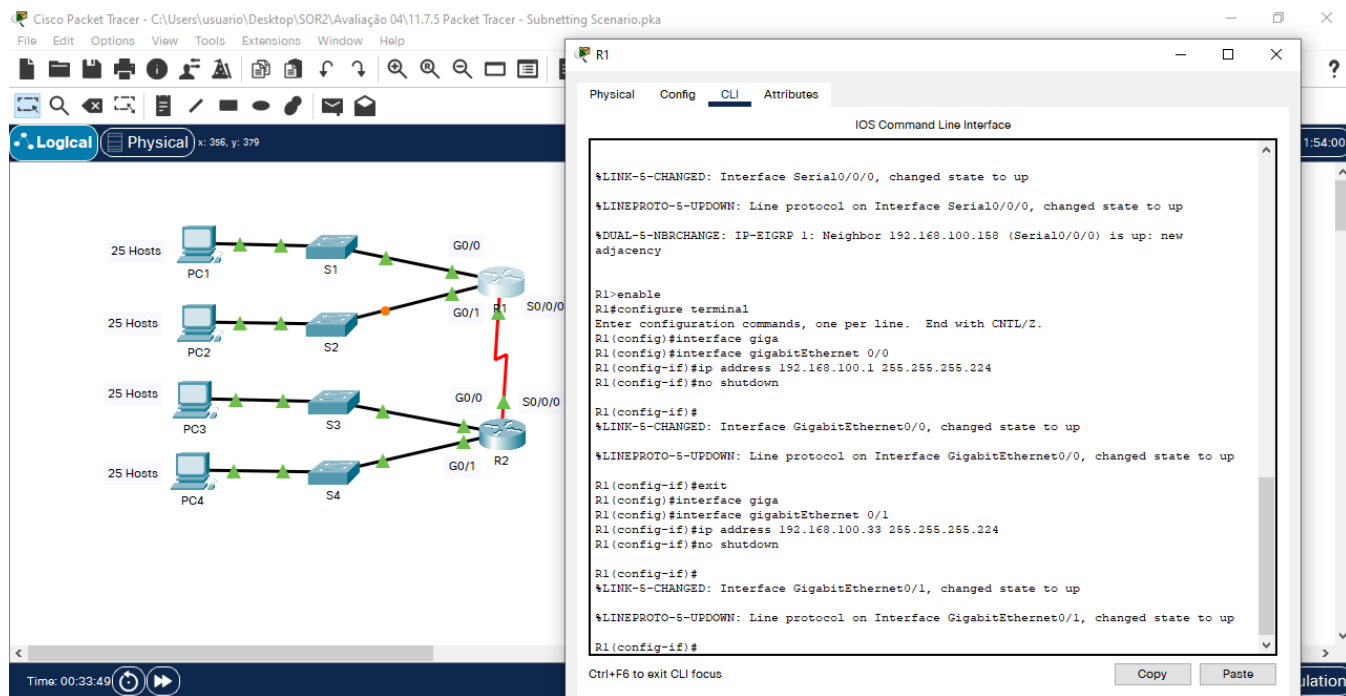 Cisco Packet Tracer - C:\Users\usuario\Desktop\SOR2\Avaliação 04\11.7.5 Packet Tracer - Subnetting Scenario.pka
File Edit Options View Tools Extensions Window Help
Logical Physical x: 356, y: 379
1:54:00
25 Hosts
PC1
S1
G0/0
25 Hosts
PC2
S2
G0/1
R1
S0/0/0
25 Hosts
PC3
S3
G0/0
S0/0/0
25 Hosts
PC4
S4
G0/1
R2
Time: 00:33:49
R1
Physical Config CLI Attributes
IOS Command Line Interface
%LINK-5-CHANGED: Interface Serial0/0/0, changed state to up
%LINEPROTO-5-UPDOWN: Line protocol on Interface Serial0/0/0, changed state to up
%DUAL-5-NBRCHANGE: IP-EIGRP 1: Neighbor 192.168.100.158 (Serial0/0/0) is up: new
adjacency
R1>enable
R1#configure terminal
Enter configuration commands, one per line. End with CNTL/Z.
R1(config)#interface giga
R1(config)#interface gigabitEthernet 0/0
R1(config-if)#ip address 192.168.100.1 255.255.255.224
R1(config-if)#no shutdown
R1(config-if)#
%LINK-5-CHANGED: Interface GigabitEthernet0/0, changed state to up
%LINEPROTO-5-UPDOWN: Line protocol on Interface GigabitEthernet0/0, changed state to up
R1(config-if)#exit
R1(config)#interface giga
R1(config)#interface gigabitEthernet 0/1
R1(config-if)#ip address 192.168.100.33 255.255.255.224
R1(config-if)#no shutdown
R1(config-if)#
%LINK-5-CHANGED: Interface GigabitEthernet0/1, changed state to up
%LINEPROTO-5-UPDOWN: Line protocol on Interface GigabitEthernet0/1, changed state to up
R1(config-if)#
Ctrl+F6 to exit CLI focus
Copy Paste
ulation